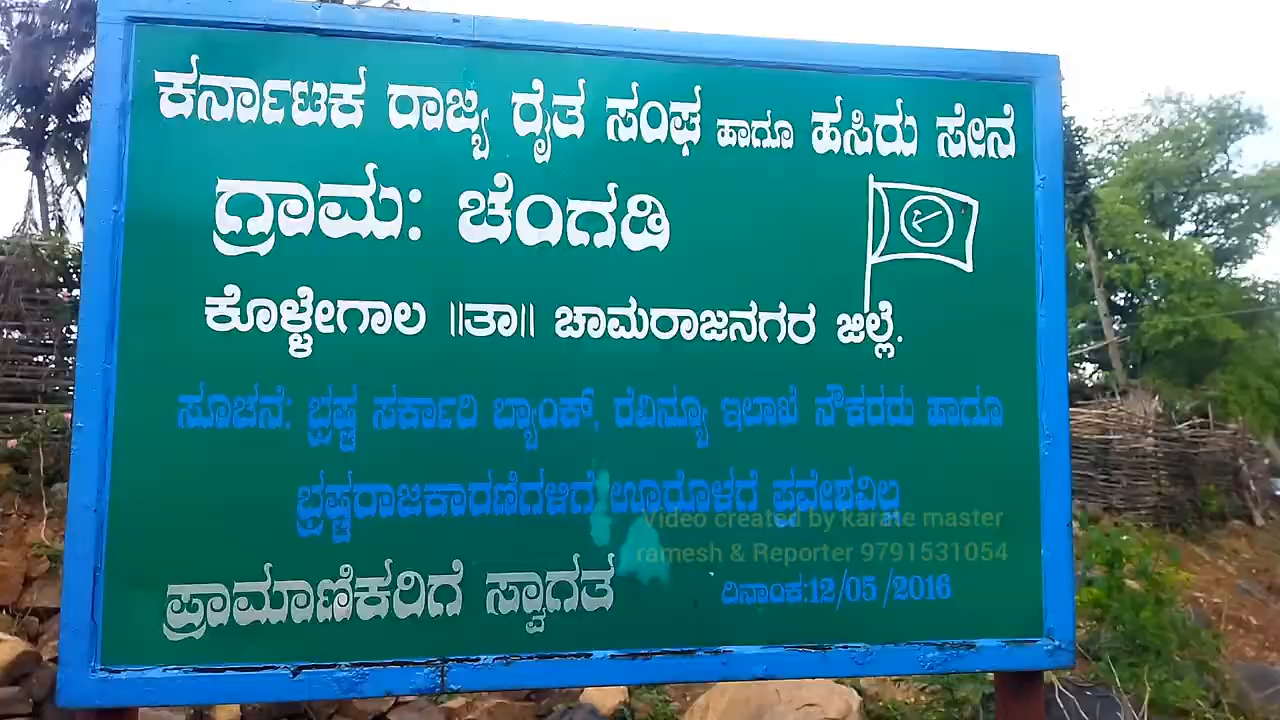 ಕರ್ನಾಟಕ ರಾಜ್ಯ ರೈತ ಸಂಘ ಹಾಗೂ ಹಸಿರು ಸೇನೆ
ಗ್ರಾಮ: ಚೆಂಗಡಿ
ಕೊಳ್ಳೇಗಾಲ ||ತಾ|| ಚಾಮರಾಜನಗರ ಜಿಲ್ಲೆ.
ಸೂಚನೆ: ಭ್ರಷ್ಟ ಸರ್ಕಾರಿ ಬ್ಯಾಂಕ್, ರೆವಿನ್ಯೂ ಇಲಾಖೆ ನೌಕರರು ಹಾಗೂ
ಭ್ರಷ್ಟರಾಜಕಾರಣಿಗಳಿಗೆ ಊರೊಳಗೆ ಪ್ರವೇಶವಿಲ್ಲ
Video created by karate master
ramesh & Reporter 9791531054
ಪ್ರಾಮಾಣಿಕರಿಗೆ ಸ್ವಾಗತ ದಿನಾಂಕ:12/05/2016